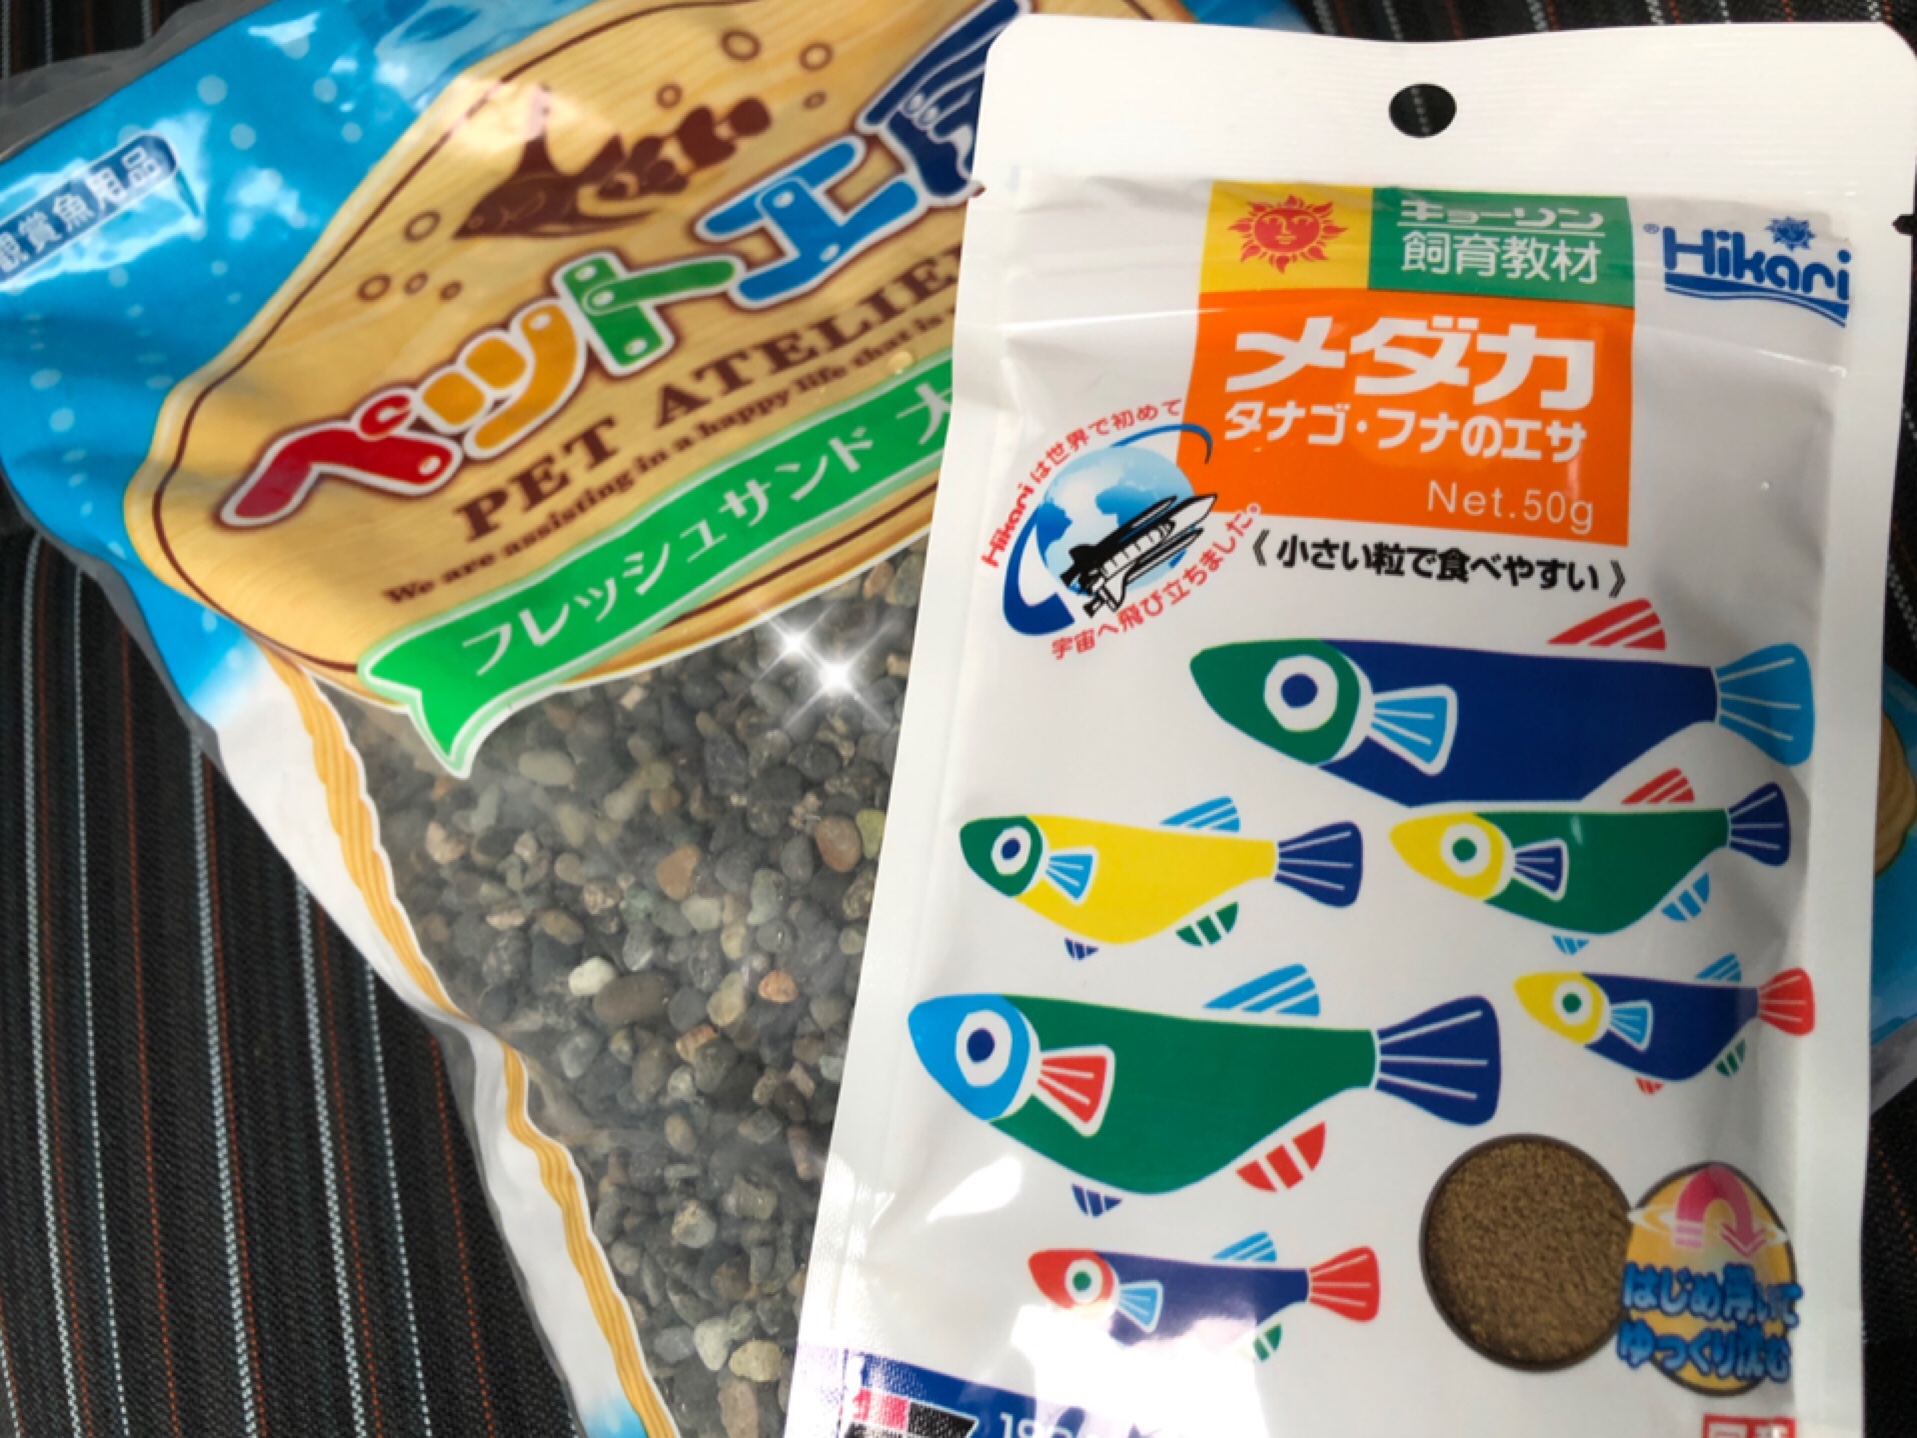 観賞魚用品
ペット工房
PET ATELIER
We are assisting in a happy life that is
フレッシュサンド 大
キョーリン
飼育教材
®Hikari
メダカ
タナゴ・フナのエサ
Net.50g
Hikariは世界で初めて
宇宙へ飛び立ちました。
《小さい粒で食べやすい》
はじめ浮いて
ゆっくり沈む